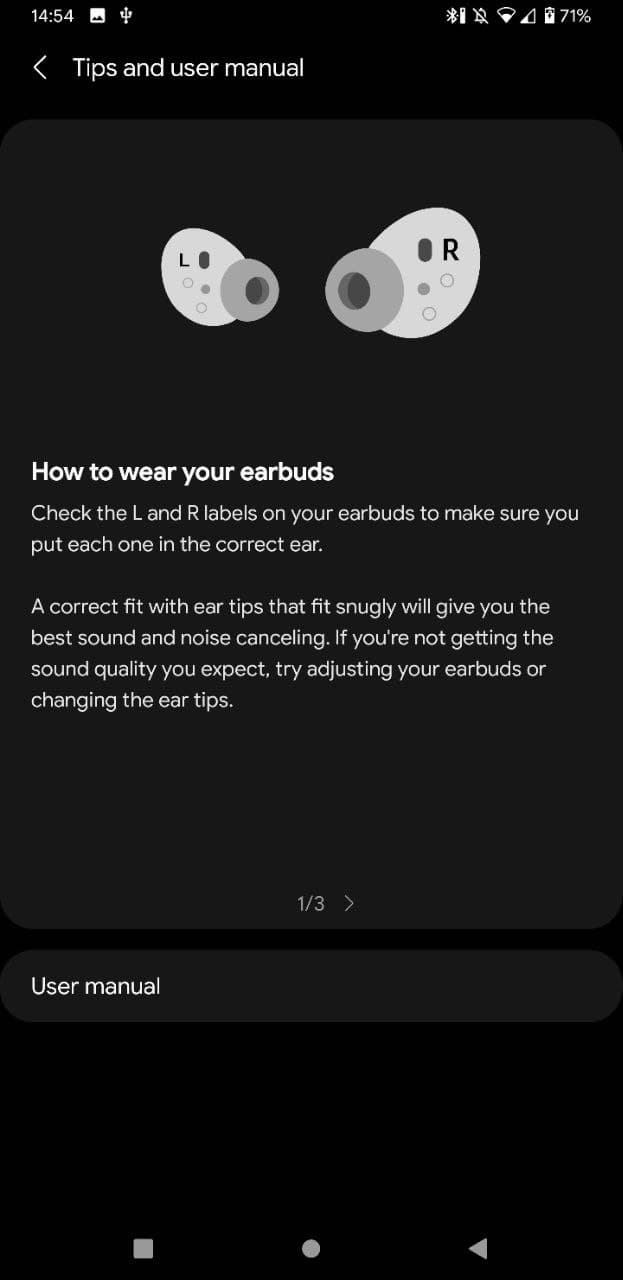 14:54 71%
Tips and user manual
L R
How to wear your earbuds
Check the L and R labels on your earbuds to make sure you
put each one in the correct ear.
A correct fit with ear tips that fit snugly will give you the
best sound and noise canceling. If you're not getting the
sound quality you expect, try adjusting your earbuds or
changing the ear tips.
1/3
User manual